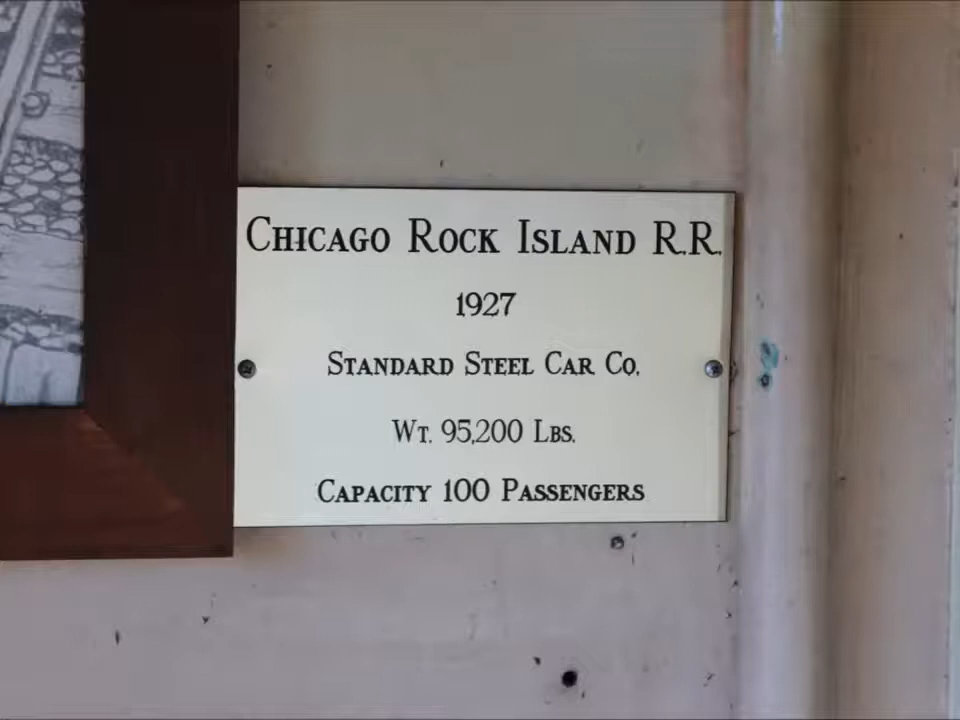 Chicago Rock Island R.R.
1927
Standard Steel Car Co.
Wt. 95,200 Lbs.
Capacity 100 Passengers